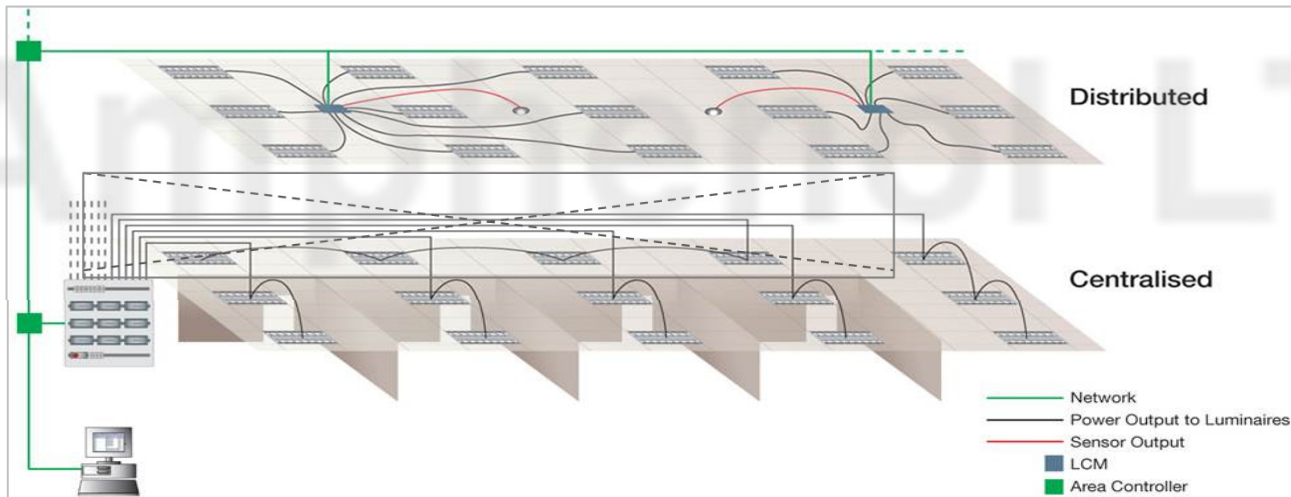 Distributed
Centralised
Network
Power Output to Luminaires
Sensor Output
LCM
Area Controller